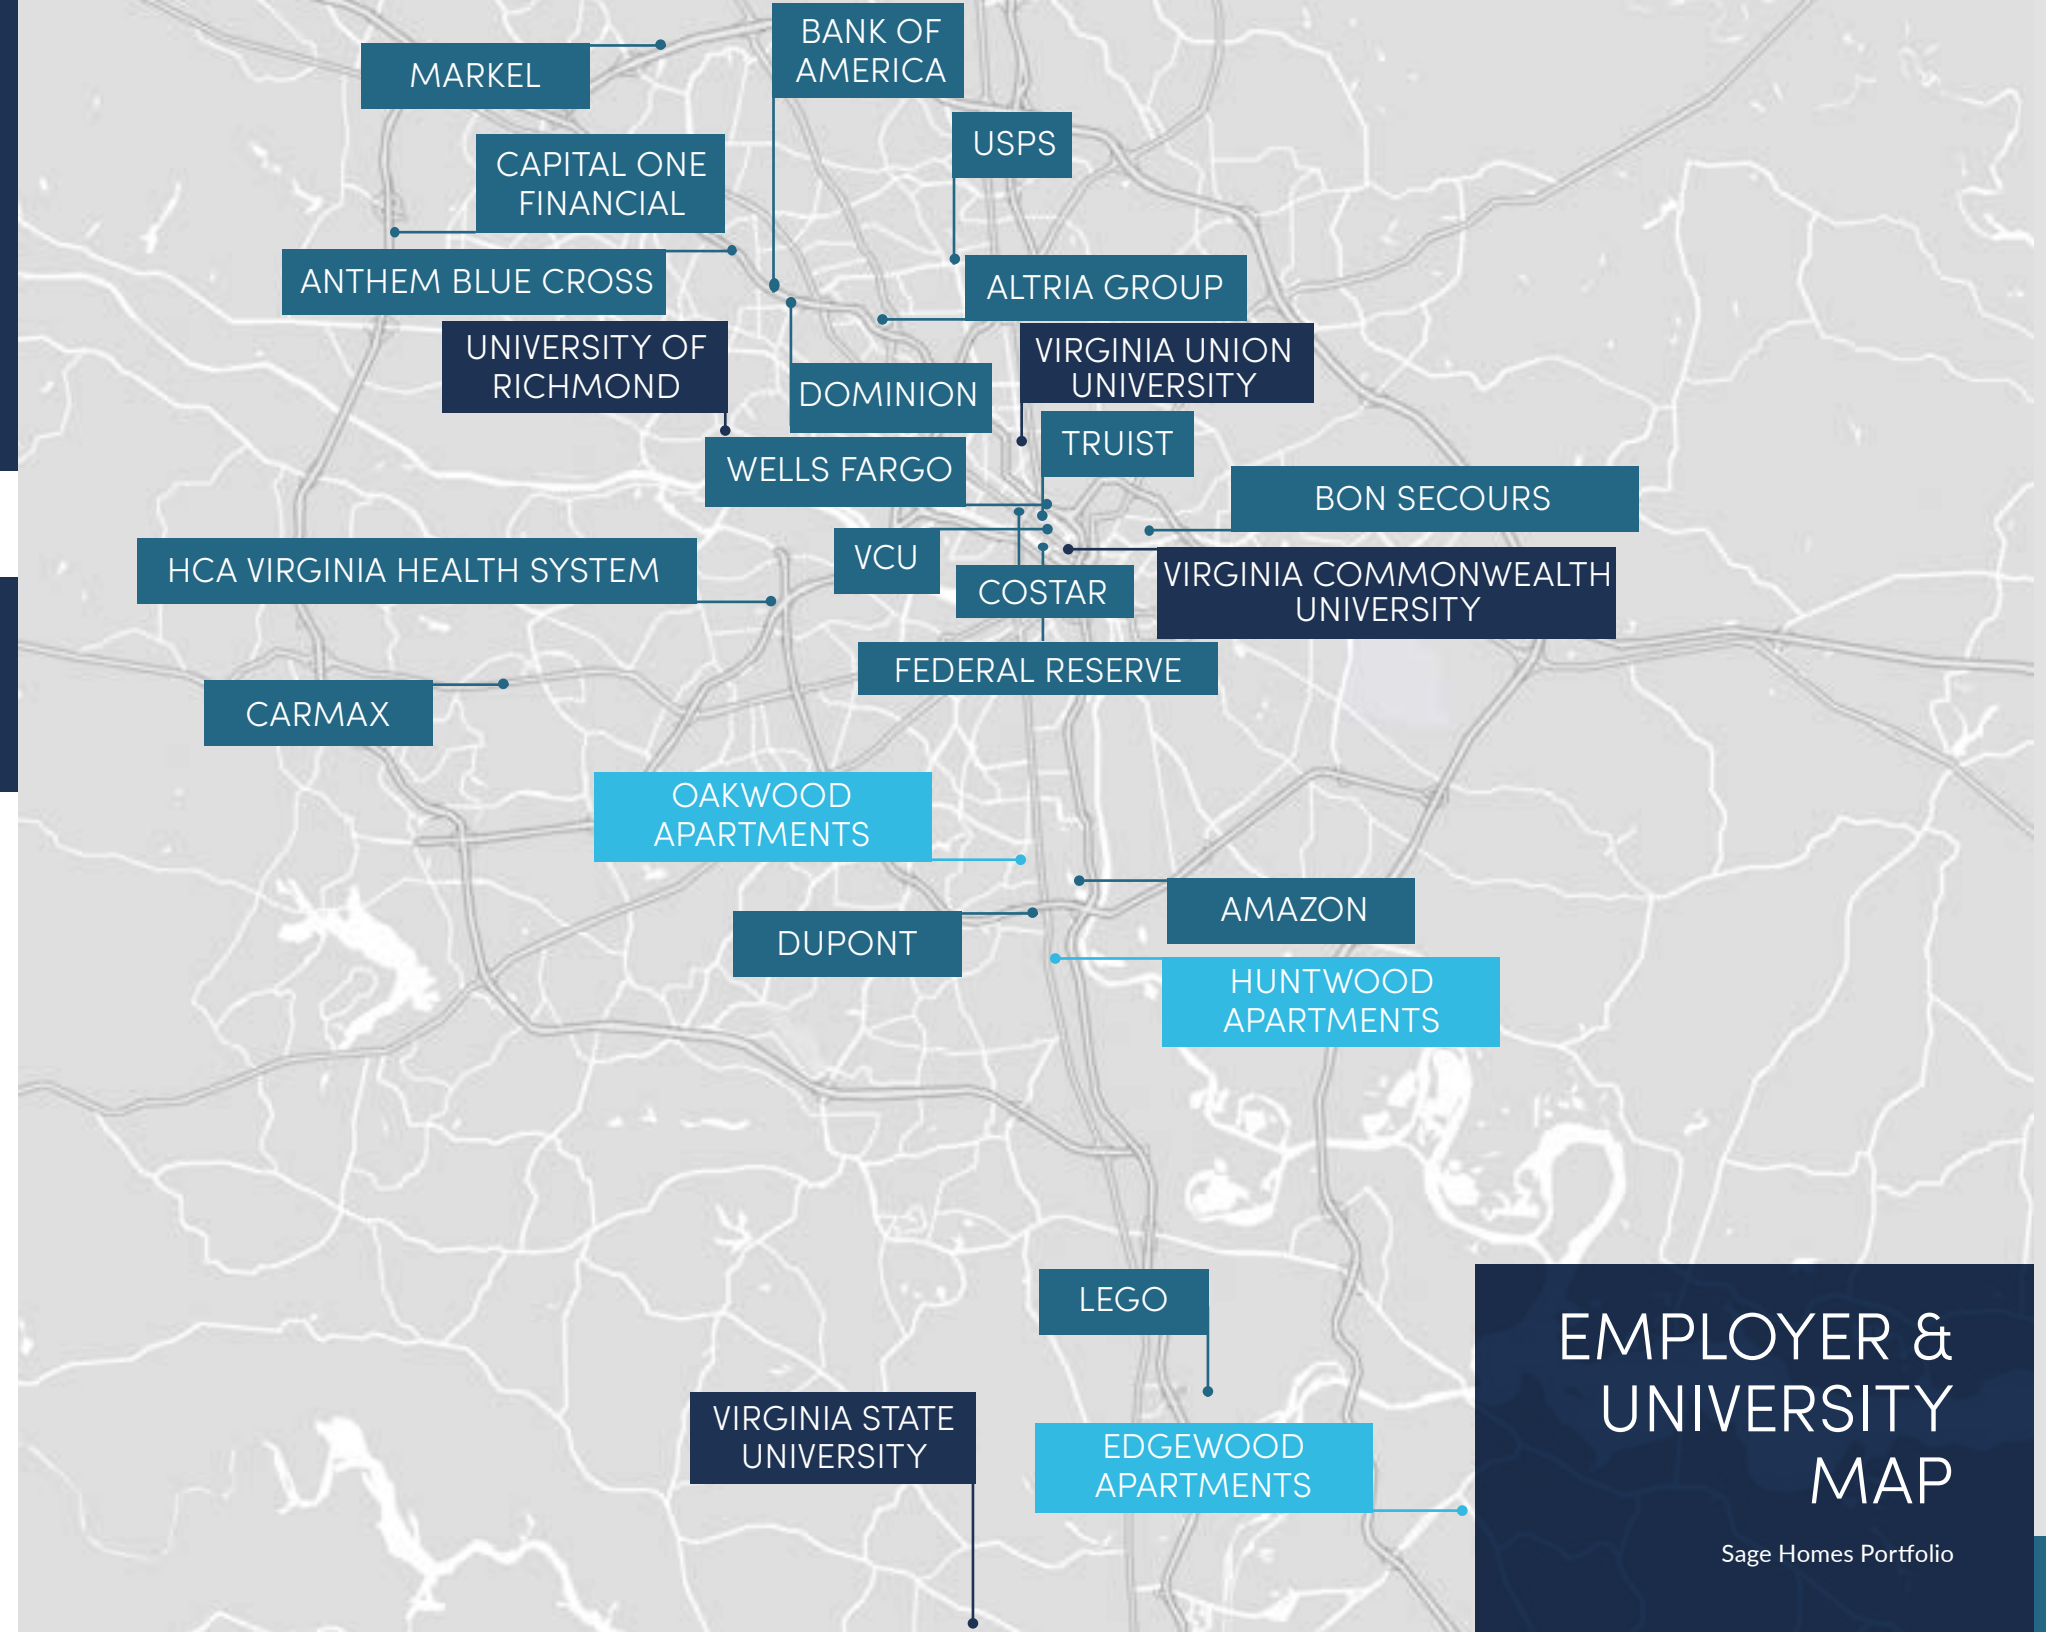 BANK OF
AMERICA
MARKEL
USPS
CAPITAL ONE
FINANCIAL
ANTHEM BLUE CROSS
ALTRIA GROUP
UNIVERSITY OF
RICHMOND
VIRGINIA UNION
UNIVERSITY
DOMINION
TRUIST
WELLS FARGO
BON SECOURS
VCU
HCA VIRGINIA HEALTH SYSTEM
COSTAR
VIRGINIA COMMONWEALTH
UNIVERSITY
FEDERAL RESERVE
CARMAX
OAKWOOD
APARTMENTS
AMAZON
DUPONT
HUNTWOOD
APARTMENTS
LEGO
VIRGINIA STATE
UNIVERSITY
EDGEWOOD
APARTMENTS
EMPLOYER &
UNIVERSITY
MAP
Sage Homes Portfolio